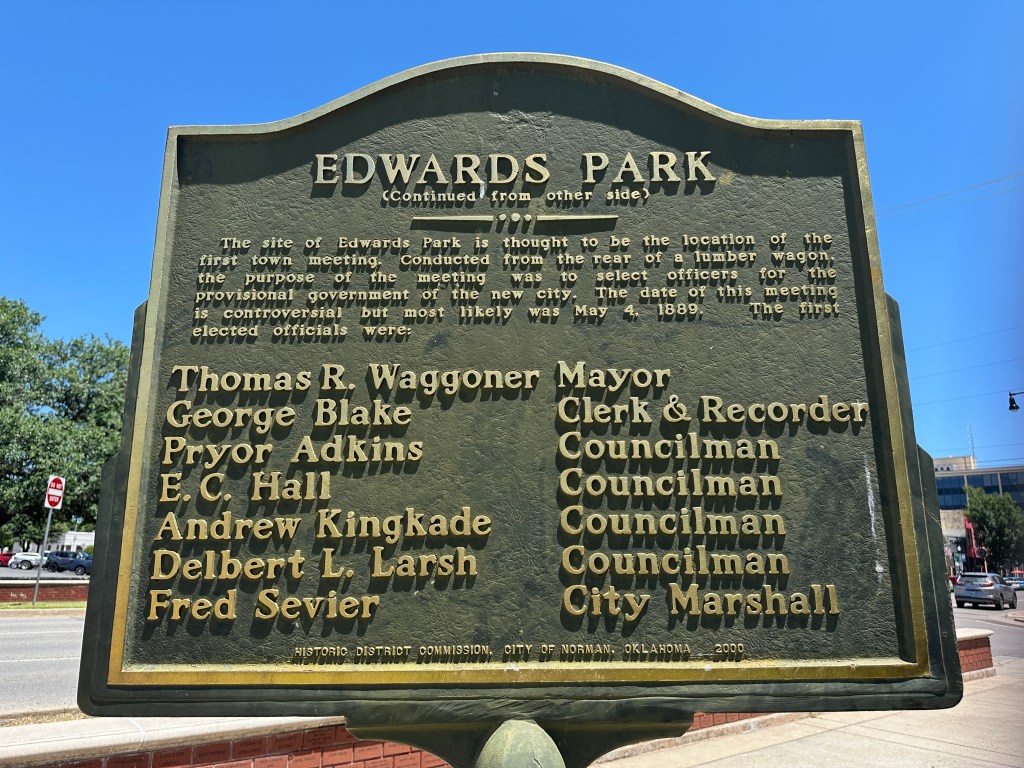 EDWARDS PARK
(Continued from other side)
The site of Edwards Park is thought to be the location of the
first town meeting. Conducted from the rear of a lumber wagon,
the purpose of the meeting was to select officers for the
provisional government of the new city. The date of this meeting
is controversial but most likely was May 4, 1889. The first
elected officials were:
Thomas R. Waggoner Mayor
George Blake Clerk & Recorder
Pryor Adkins Councilman
E. C. Hall Councilman
Andrew Kingkade Councilman
Delbert L. Larsh Councilman
Fred Sevier City Marshall
HISTORIC DISTRICT COMMISSION, CITY OF NORMAN, OKLAHOMA 2000
DO NOT
ENTER